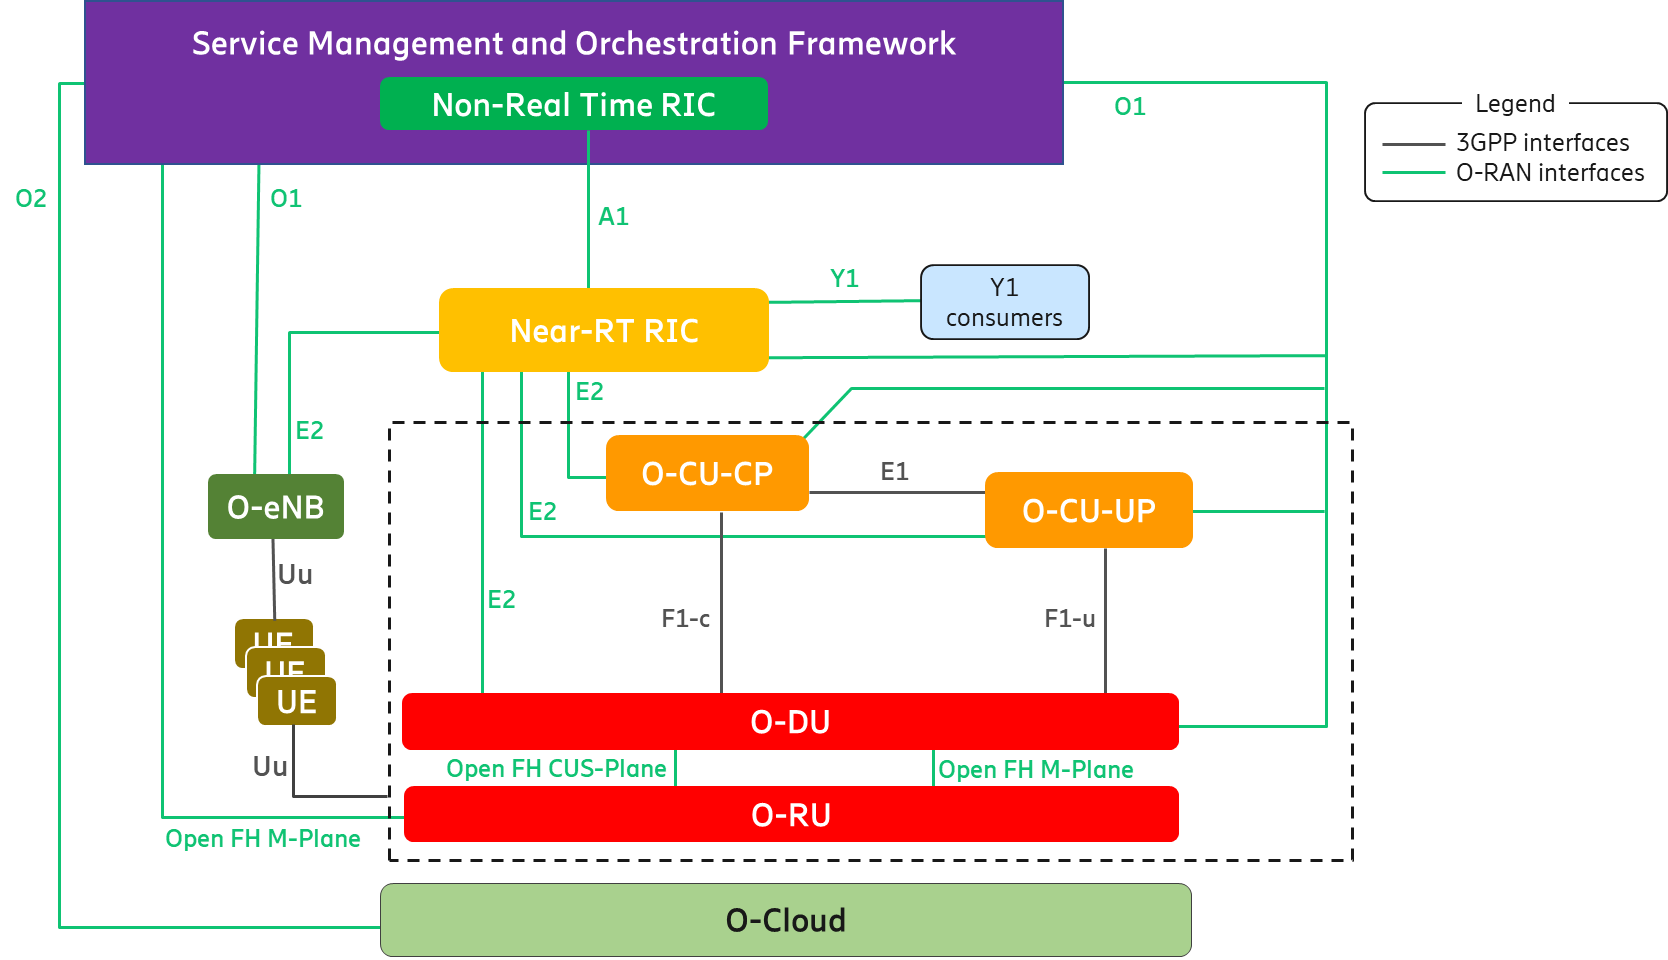 Service Management and Orchestration Framework
Non-Real Time RIC
O1
Legend
3GPP interfaces
O-RAN interfaces
O2
O1
A1
Y1
Y1
consumers
Near-RT RIC
E2
E2
O-CU-CP
E1
O-CU-UP
O-eNB
E2
Uu
E2
F1-c
F1-u
UE
UE
UE
O-DU
Uu
Open FH CUS-Plane
Open FH M-Plane
O-RU
Open FH M-Plane
O-Cloud